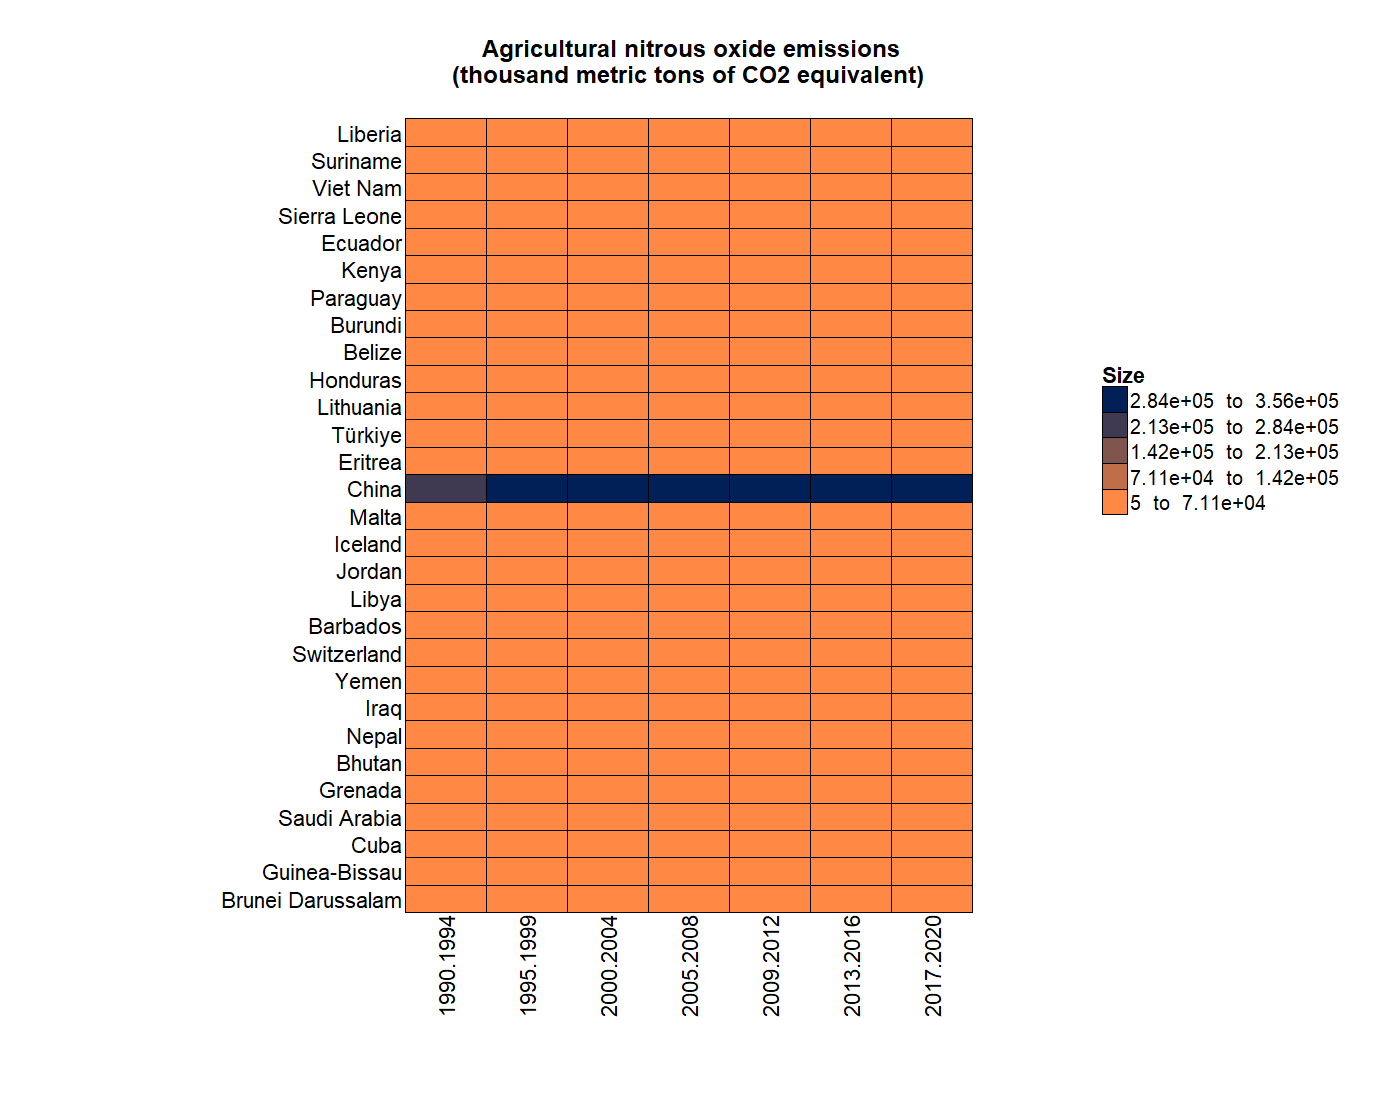 Agricultural nitrous oxide emissions
(thousand metric tons of CO2 equivalent)
Liberia
Suriname
Viet Nam
Sierra Leone
Ecuador
Kenya
Paraguay
Burundi
Belize
Honduras
Lithuania
Türkiye
Eritrea
China
Malta
Iceland
Jordan
Libya
Barbados
Switzerland
Yemen
Iraq
Nepal
Bhutan
Grenada
Saudi Arabia
Cuba
Guinea-Bissau
Brunei Darussalam
1990.1994
1995.1999
2000.2004
2005.2008
2009.2012
2013.2016
2017.2020
Size
2.84e+05 to 3.56e+05
2.13e+05 to 2.84e+05
1.42e+05 to 2.13e+05
7.11e+04 to 1.42e+05
5 to 7.11e+04